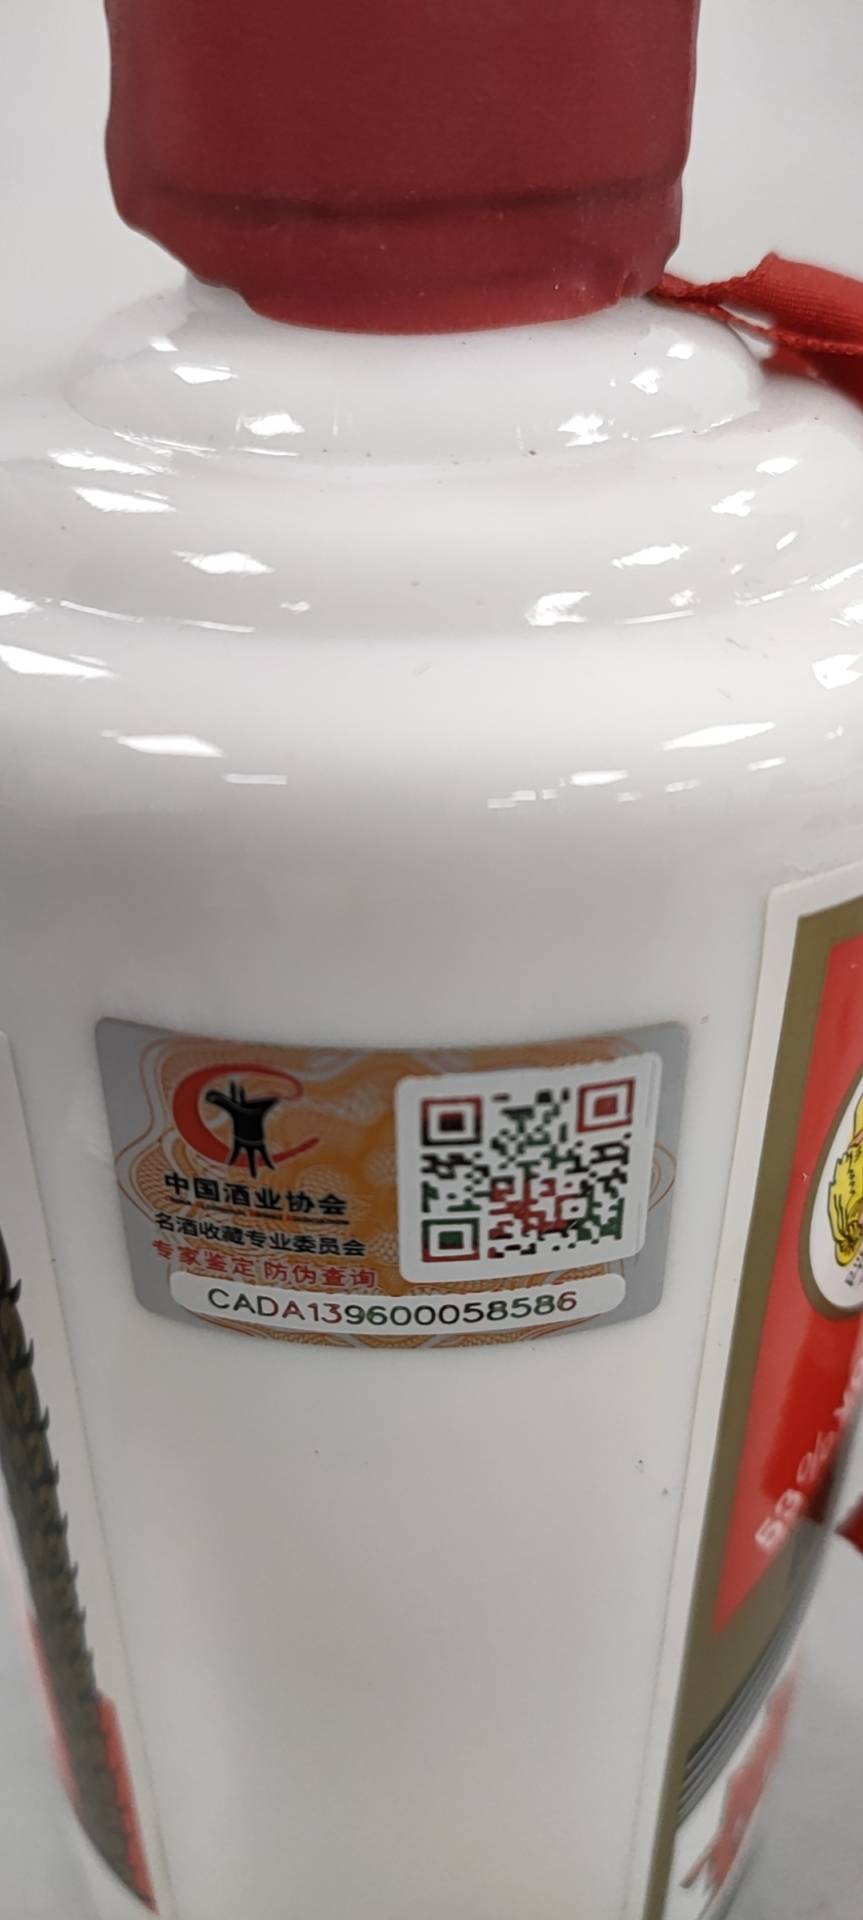 中国酒业协会
名酒收藏专业委员会
专家鉴定 防伪查询
CADA139600058586
53%